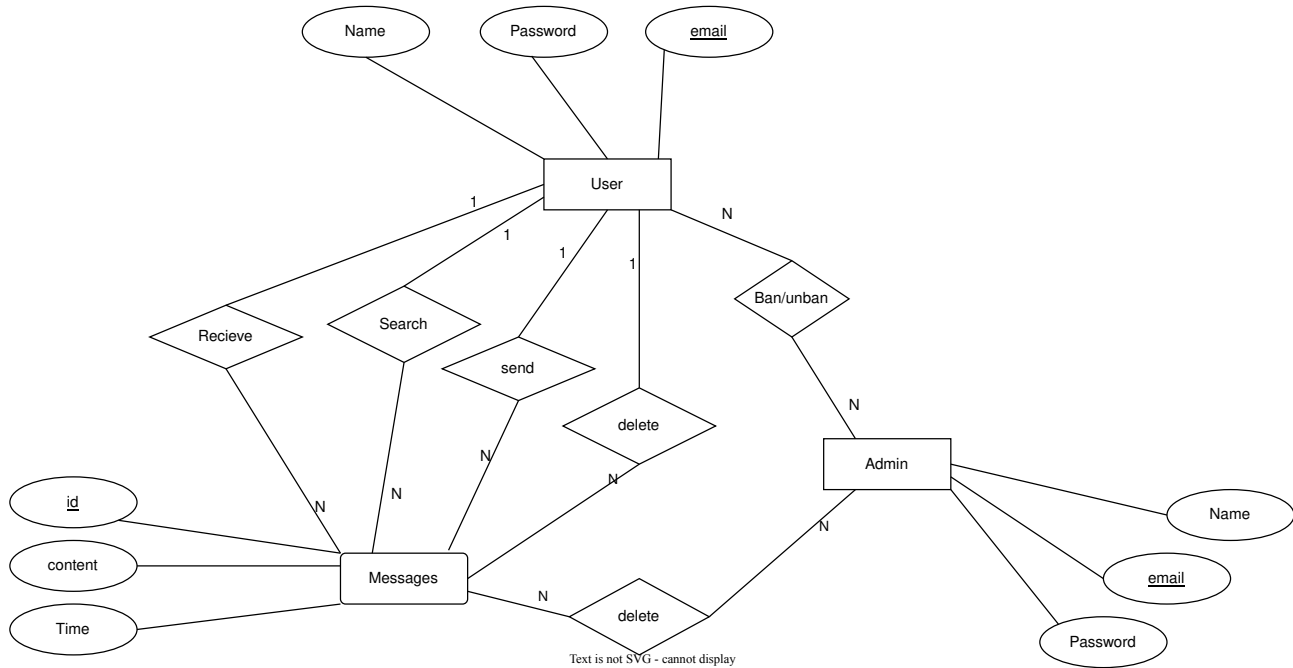 Name
Password
email
User
1
1
1
1
N
Recieve
Search
send
delete
Ban/unban
N
N
N
N
N
N
N
id
content
Time
Messages
delete
Admin
Name
email
Password
Text is not SVG - cannot display